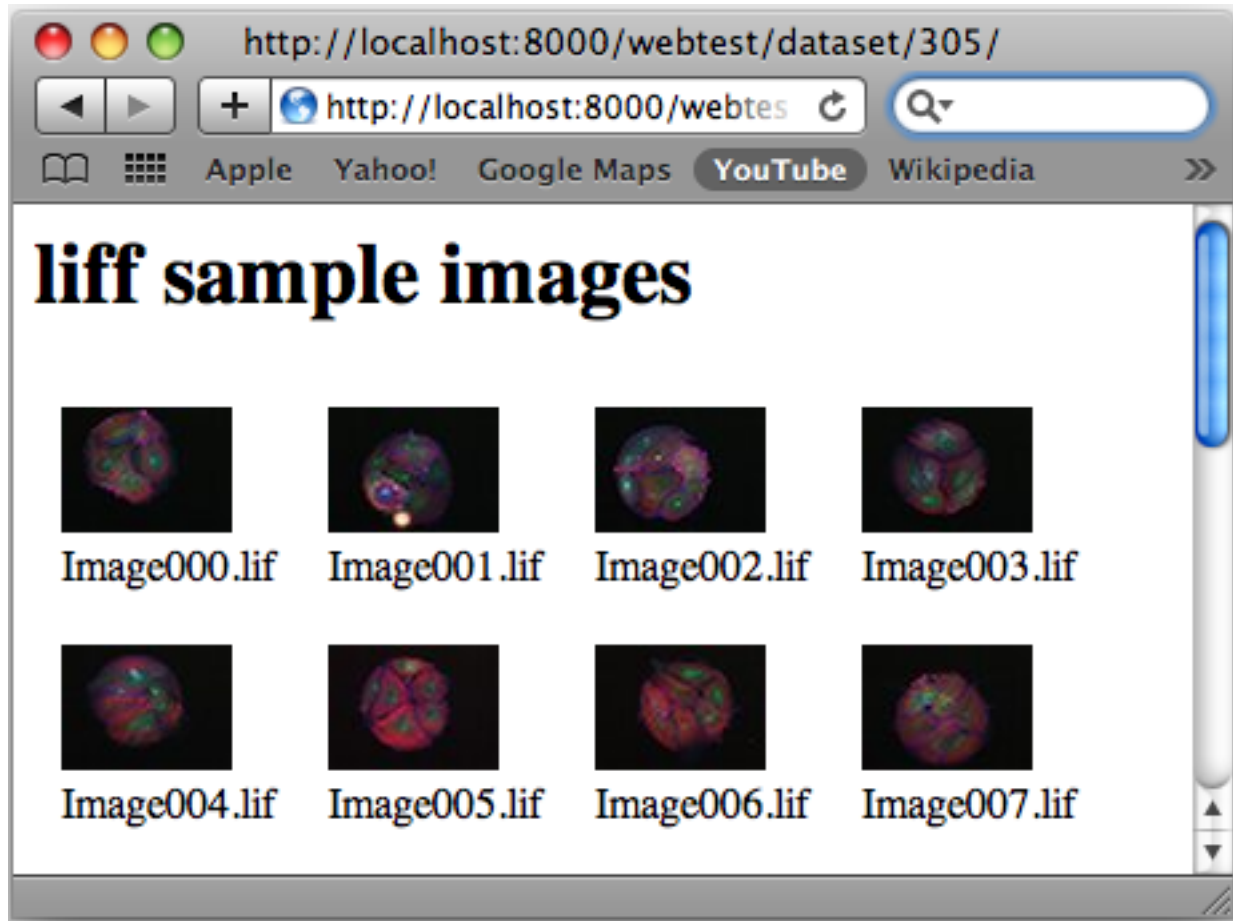 http://localhost:8000/webtest/dataset/305/
http://localhost:8000/webtes
Apple Yahoo! Google Maps YouTube Wikipedia
liff sample images
Image000.lif Image001.lif Image002.lif Image003.lif
Image004.lif Image005.lif Image006.lif Image007.lif